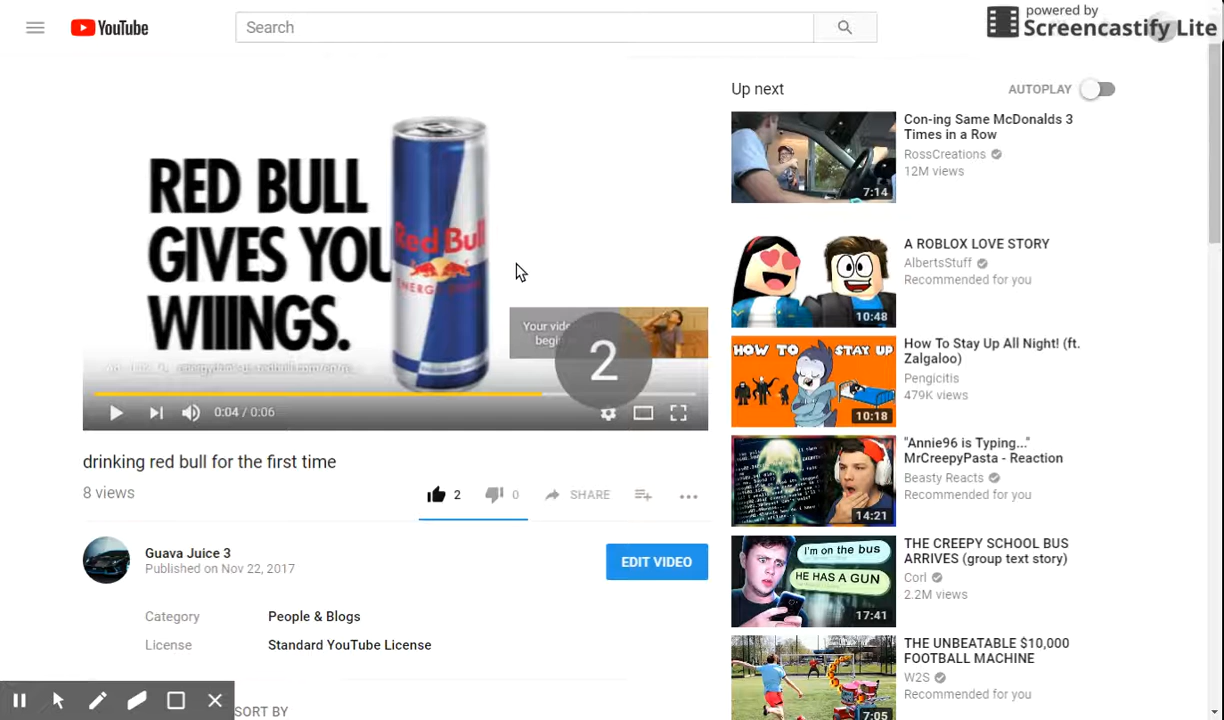 YouTube
Search
powered by
Screencastify Lite
RED BULL
GIVES YOU
WIIINGS.
Red Bull
ENERGY DRINK
Your vide
begin
2
0:04 / 0:06
drinking red bull for the first time
8 views
2
0
SHARE
Guava Juice 3
Published on Nov 22, 2017
EDIT VIDEO
Category
People & Blogs
License
Standard YouTube License
SORT BY
Up next
AUTOPLAY
7:14
Con-ing Same McDonalds 3
Times in a Row
RossCreations
12M views
10:48
A ROBLOX LOVE STORY
AlbertsStuff
Recommended for you
HOW TO STAY UP
10:18
How To Stay Up All Night! (ft.
Zalgaloo)
Pengicitis
479K views
14:21
"Annie96 is Typing..."
MrCreepyPasta - Reaction
Beasty Reacts
Recommended for you
I'm on the bus
HE HAS A GUN
17:41
THE CREEPY SCHOOL BUS
ARRIVES (group text story)
Corl
2.2M views
7:05
THE UNBEATABLE $10,000
FOOTBALL MACHINE
W2S
Recommended for you